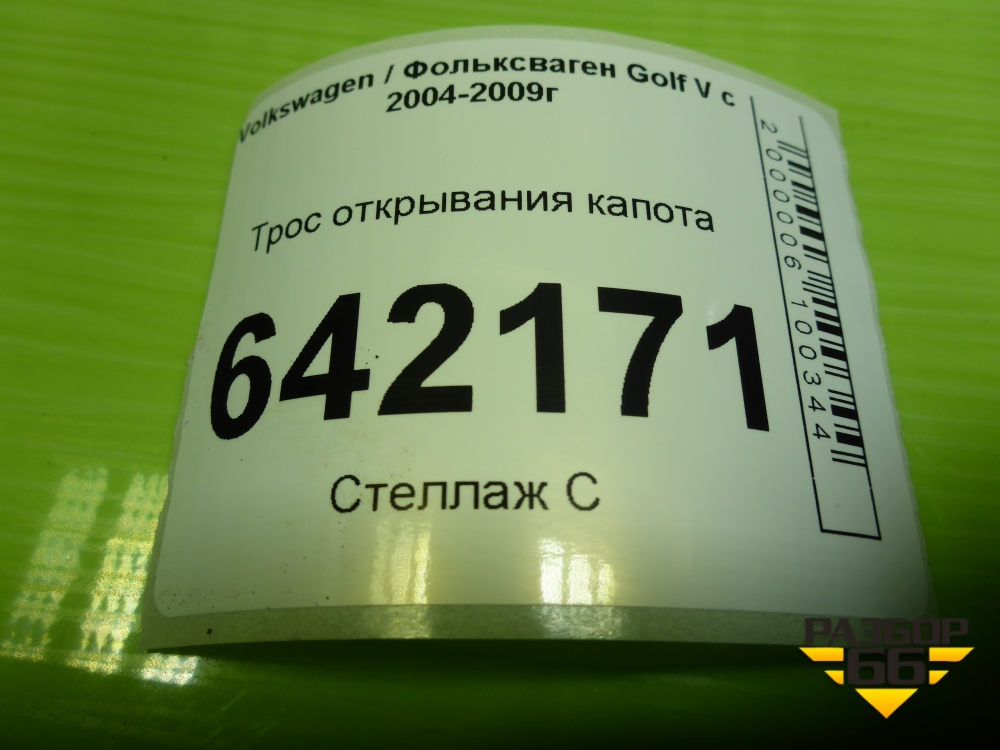 Volkswagen / Фольксваген Golf V с
2004-2009г
Трос открывания капота
642171
Стеллаж С
2000006100344
РАЗБОР
66